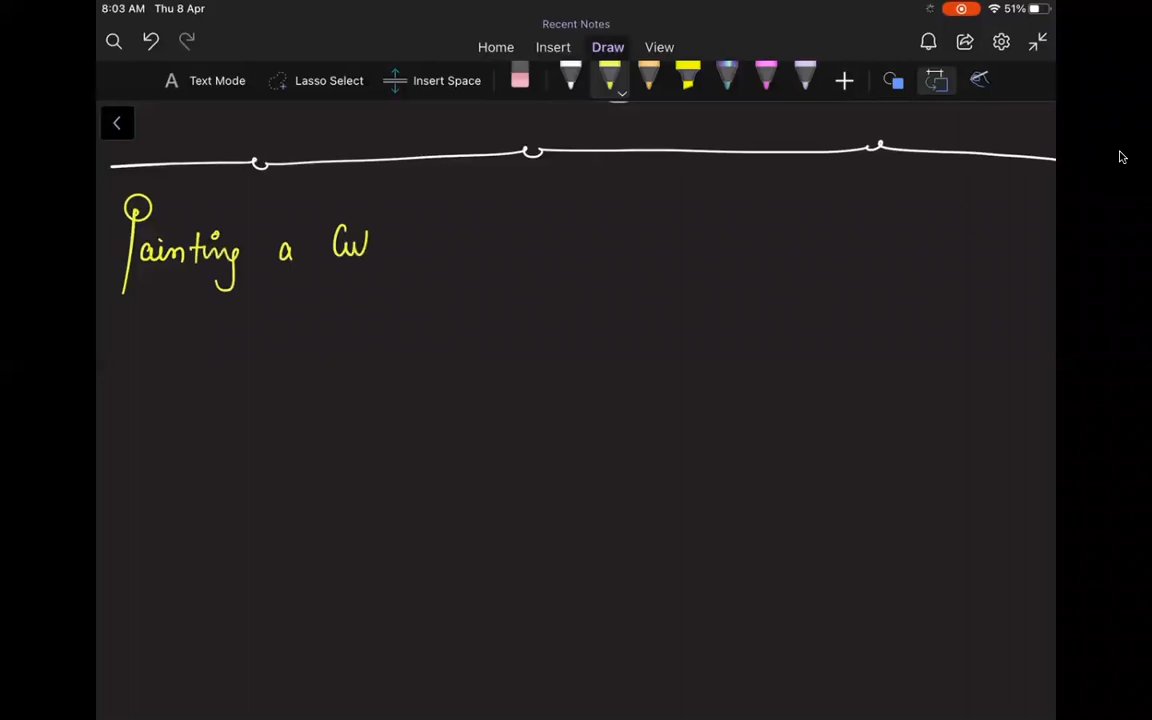 8:03 AM Thu 8 Apr 51%
Recent Notes
Home Insert Draw View
Text Mode Lasso Select Insert Space
Painting a Cu